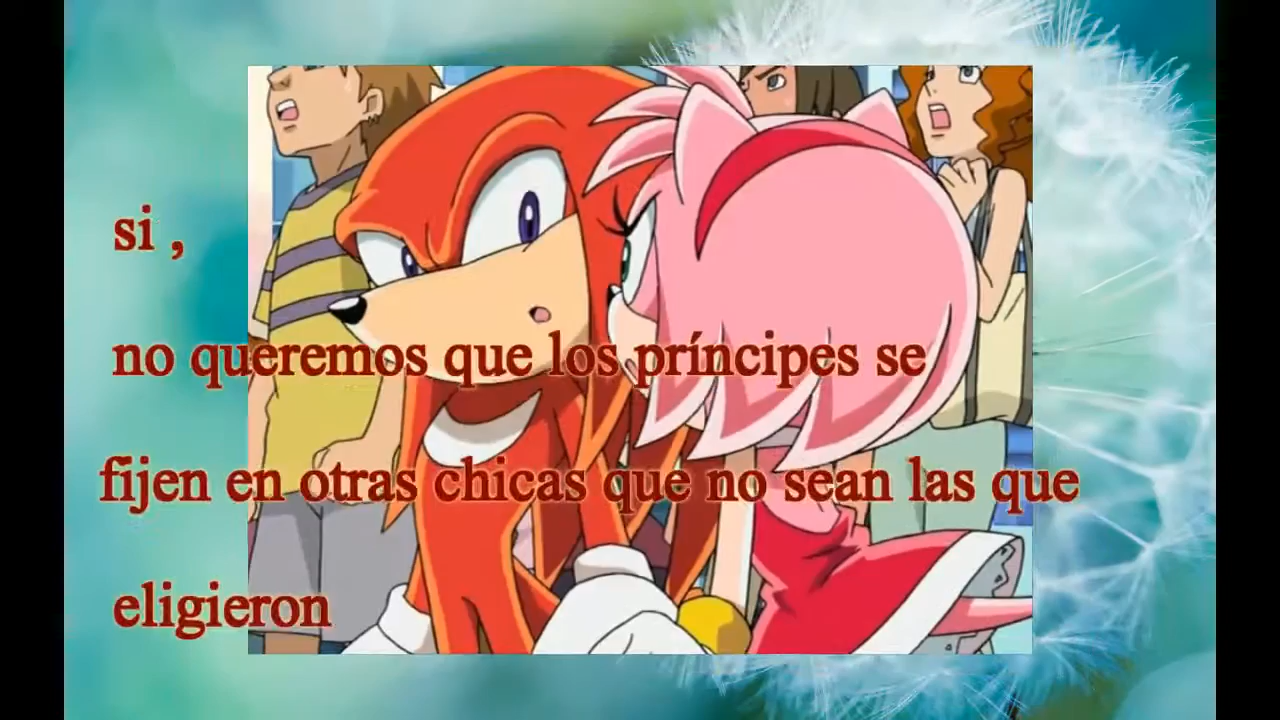 si ,
no queremos que los príncipes se
fijen en otras chicas que no sean las que
eligieron